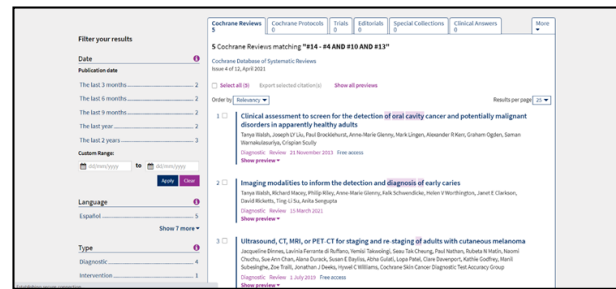 Cochrane Reviews
5
Cochrane Protocols
0
Trials
0
Editorials
0
Special Collections
0
Clinical Answers
0
More
Filter your results
Date
Publication date
The last 3 months 2
The last 6 months 2
The last 9 months 2
The last year 2
The last 2 years 3
Custom Range:
dd/mm/yyyy to dd/mm/yyyy
Apply Clear
Language
Español 5
Show 7 more
Type
Diagnostic 4
Intervention 1
5 Cochrane Reviews matching "#14 - #4 AND #10 AND #13"
Cochrane Database of Systematic Reviews
Issue 4 of 12, April 2021
Select all (5) Export selected citation(s) Show all previews
Order by Relevancy Results per page 25
1 Clinical assessment to screen for the detection of oral cavity cancer and potentially malignant
disorders in apparently healthy adults
Tanya Walsh, Joseph LY Liu, Paul Brocklehurst, Anne-Marie Glenny, Mark Lingen, Alexander R Kerr, Graham Ogden, Saman
Warnakulasuriya, Crispian Scully
Diagnostic Review 21 November 2013 Free access
Show preview
2 Imaging modalities to inform the detection and diagnosis of early caries
Tanya Walsh, Richard Macey, Philip Riley, Anne-Marie Glenny, Falk Schwendicke, Helen V Worthington, Janet E Clarkson,
David Ricketts, Ting-Li Su, Anita Sengupta
Diagnostic Review 15 March 2021
Show preview
3 Ultrasound, CT, MRI, or PET-CT for staging and re-staging of adults with cutaneous melanoma
Jacqueline Dinnes, Lavinia Ferrante di Ruffano, Yemisi Takwoingi, Seau Tak Cheung, Paul Nathan, Rubeta N Matin, Naomi
Chuchu, Sue Ann Chan, Alana Durack, Susan E Bayliss, Abha Gulati, Lopa Patel, Clare Davenport, Kathie Godfrey, Manil
Subesinghe, Zoe Traill, Jonathan J Deeks, Hywel C Williams, Cochrane Skin Cancer Diagnostic Test Accuracy Group
Diagnostic Review 1 July 2019 Free access
Show preview